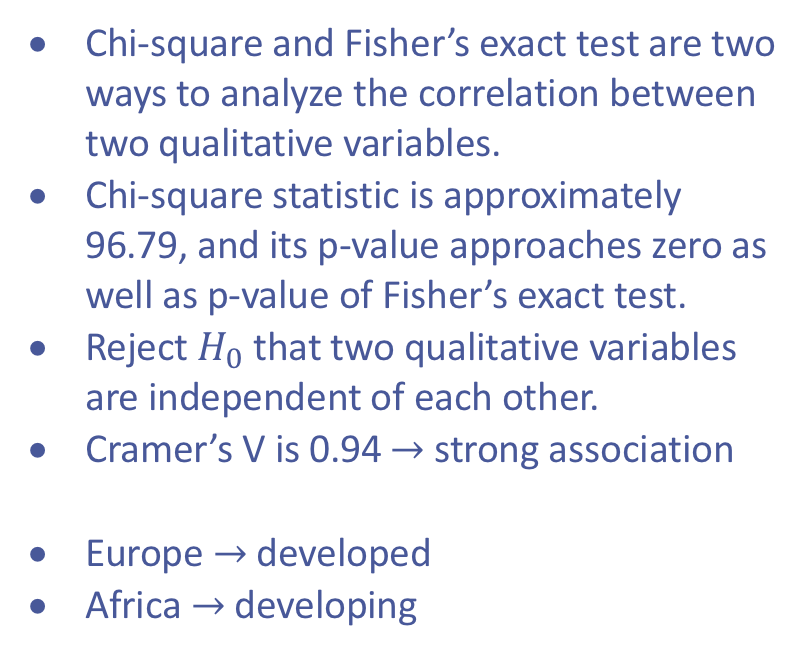 • Chi-square and Fisher’s exact test are two
ways to analyze the correlation between
two qualitative variables.
• Chi-square statistic is approximately
96.79, and its p-value approaches zero as
well as p-value of Fisher’s exact test.
• Reject H₀ that two qualitative variables
are independent of each other.
• Cramer’s V is 0.94 → strong association
• Europe → developed
• Africa → developing